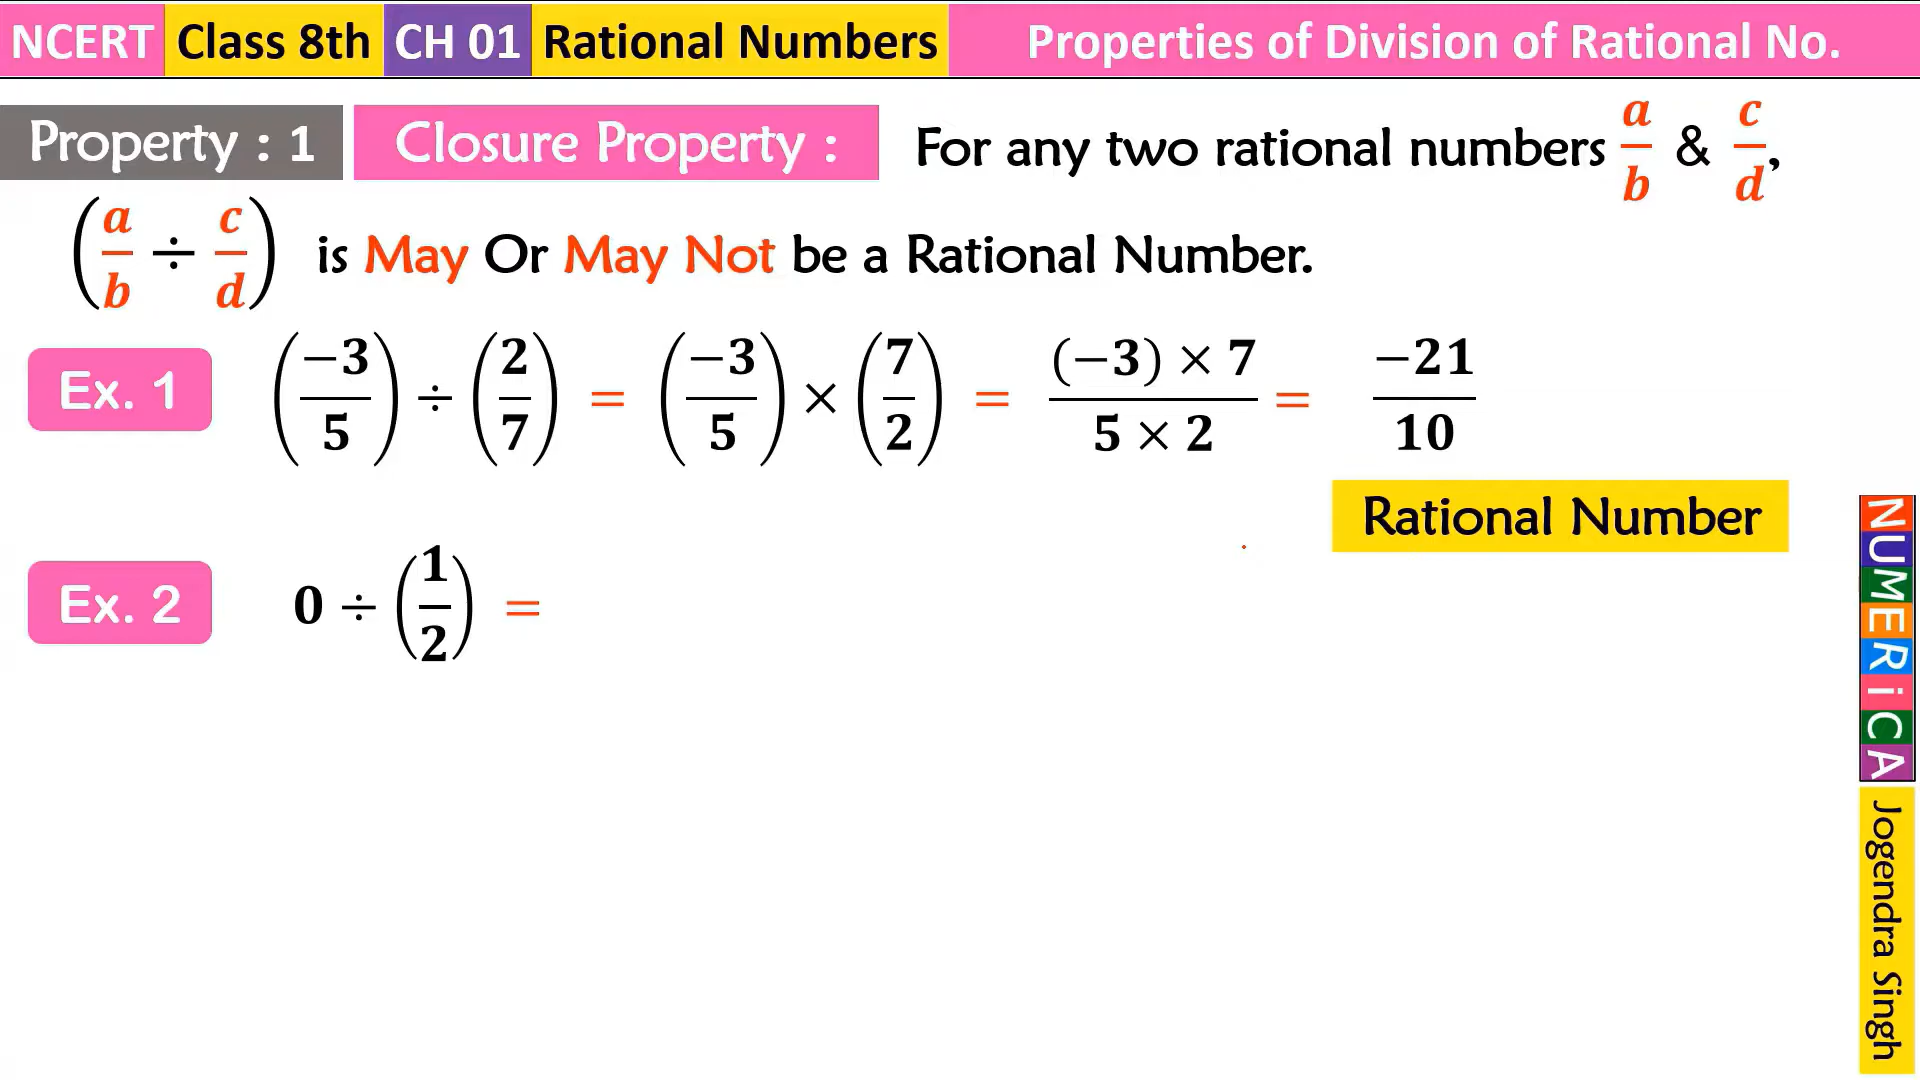 NCERT Class 8th CH 01 Rational Numbers Properties of Division of Rational No.
Property : 1 Closure Property : For any two rational numbers a/b & c/d,
(a/b ÷ c/d) is May Or May Not be a Rational Number.
Ex. 1 (−3/5) ÷ (2/7) = (−3/5) × (7/2) = (−3) × 7 / 5 × 2 = −21/10
Rational Number
Ex. 2 0 ÷ (1/2) =
NUMERiCA
Jogendra Singh